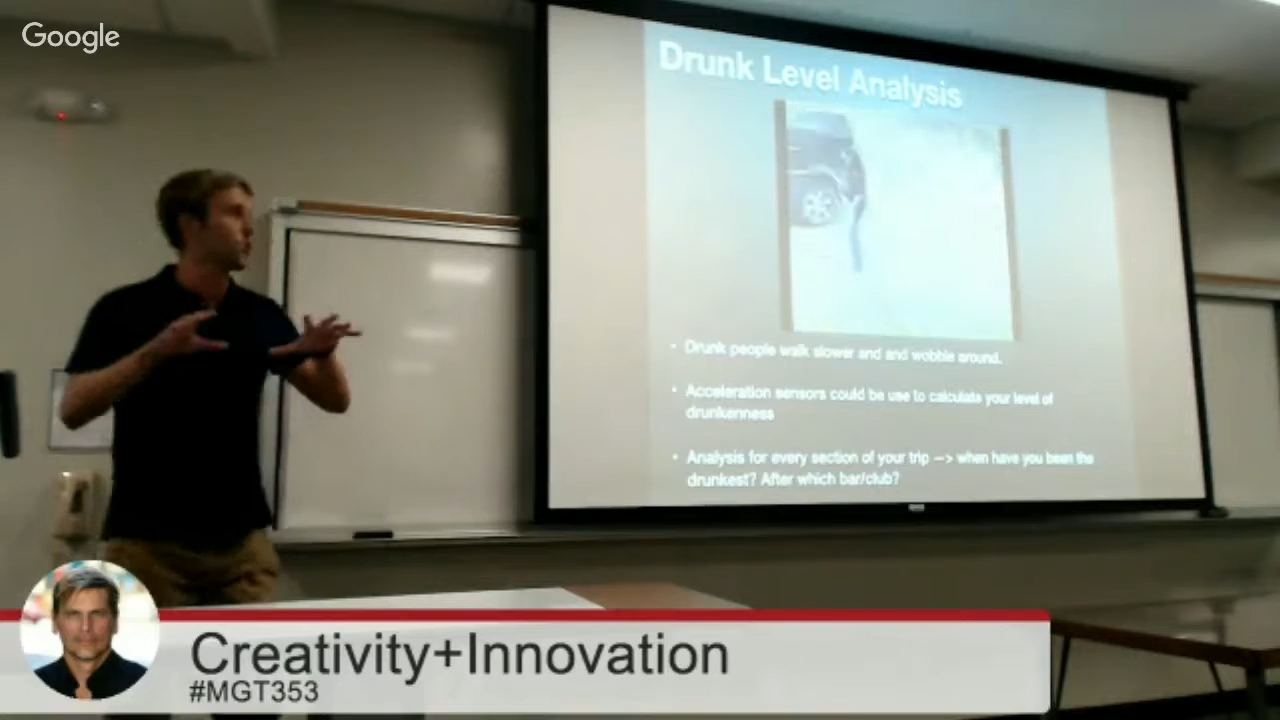 Google
Drunk Level Analysis
- Drunk people walk slower and and wobble around.
• Acceleration sensors could be use to calculate your level of
drunkenness
• Analysis for every section of your trip —> when have you been the
drunkest? After which bar/club?
Creativity+Innovation
#MGT353